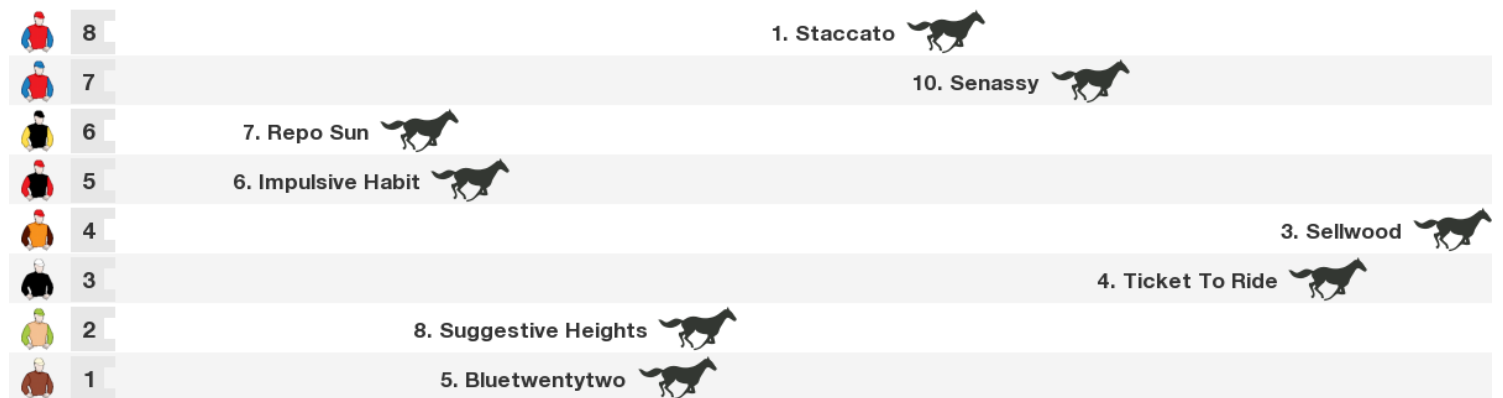 8 1. Staccato
7 10. Senassy
6 7. Repo Sun
5 6. Impulsive Habit
4 3. Sellwood
3 4. Ticket To Ride
2 8. Suggestive Heights
1 5. Bluetwentytwo